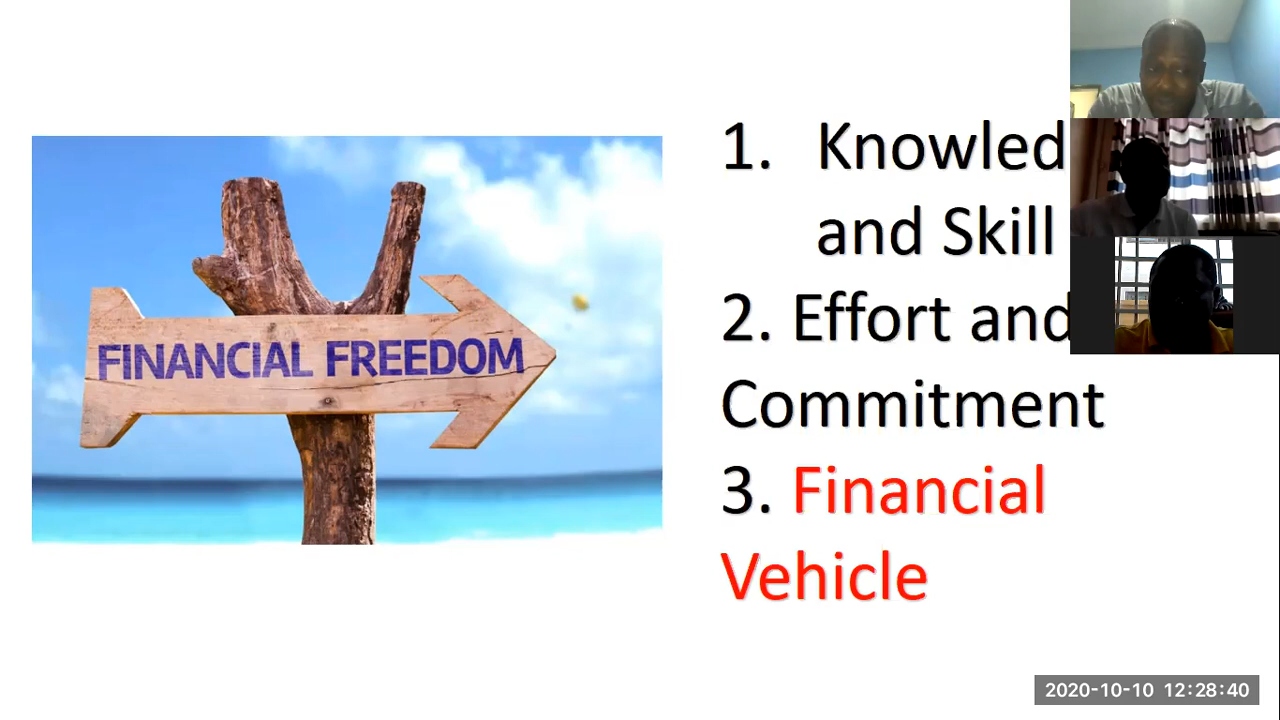 FINANCIAL FREEDOM
1. Knowled
and Skill
2. Effort and
Commitment
3. Financial
Vehicle
2020-10-10 12:28:40